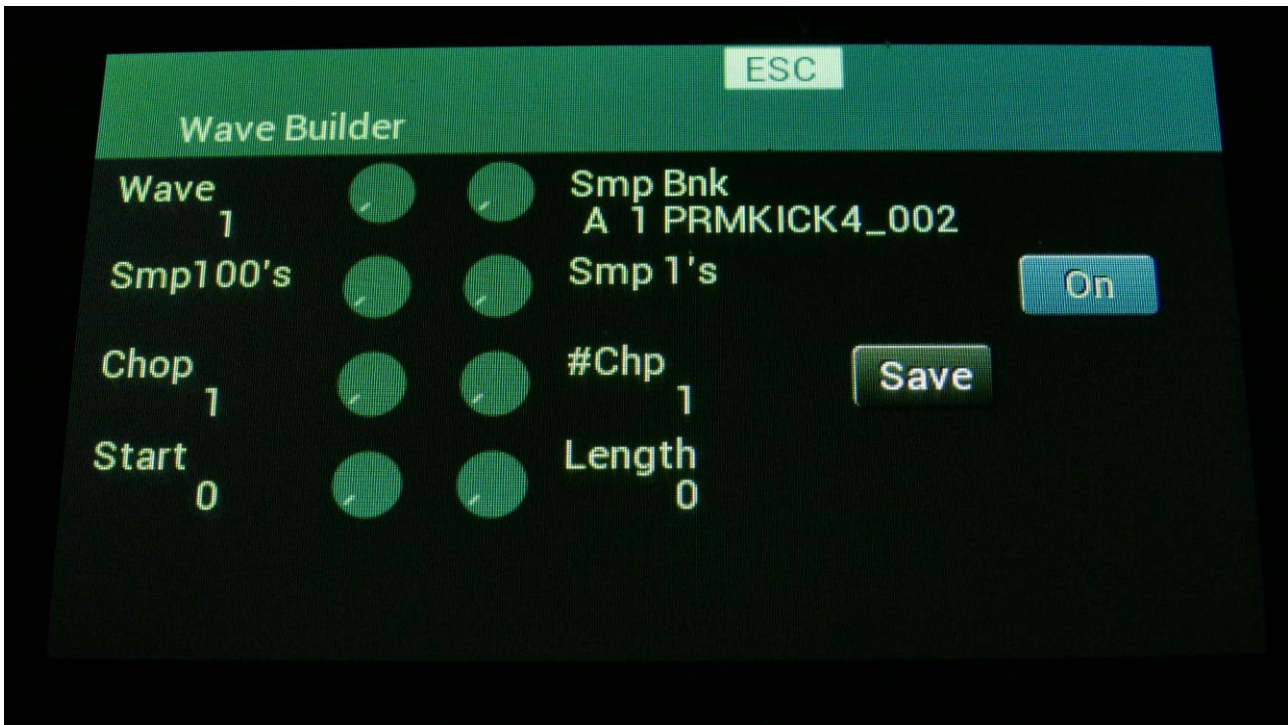 ESC
Wave Builder
Wave
1
Smp Bnk
A 1 PRMKICK4_002
Smp100's
Smp 1's
On
Chop
1
#Chp
1
Save
Start
0
Length
0